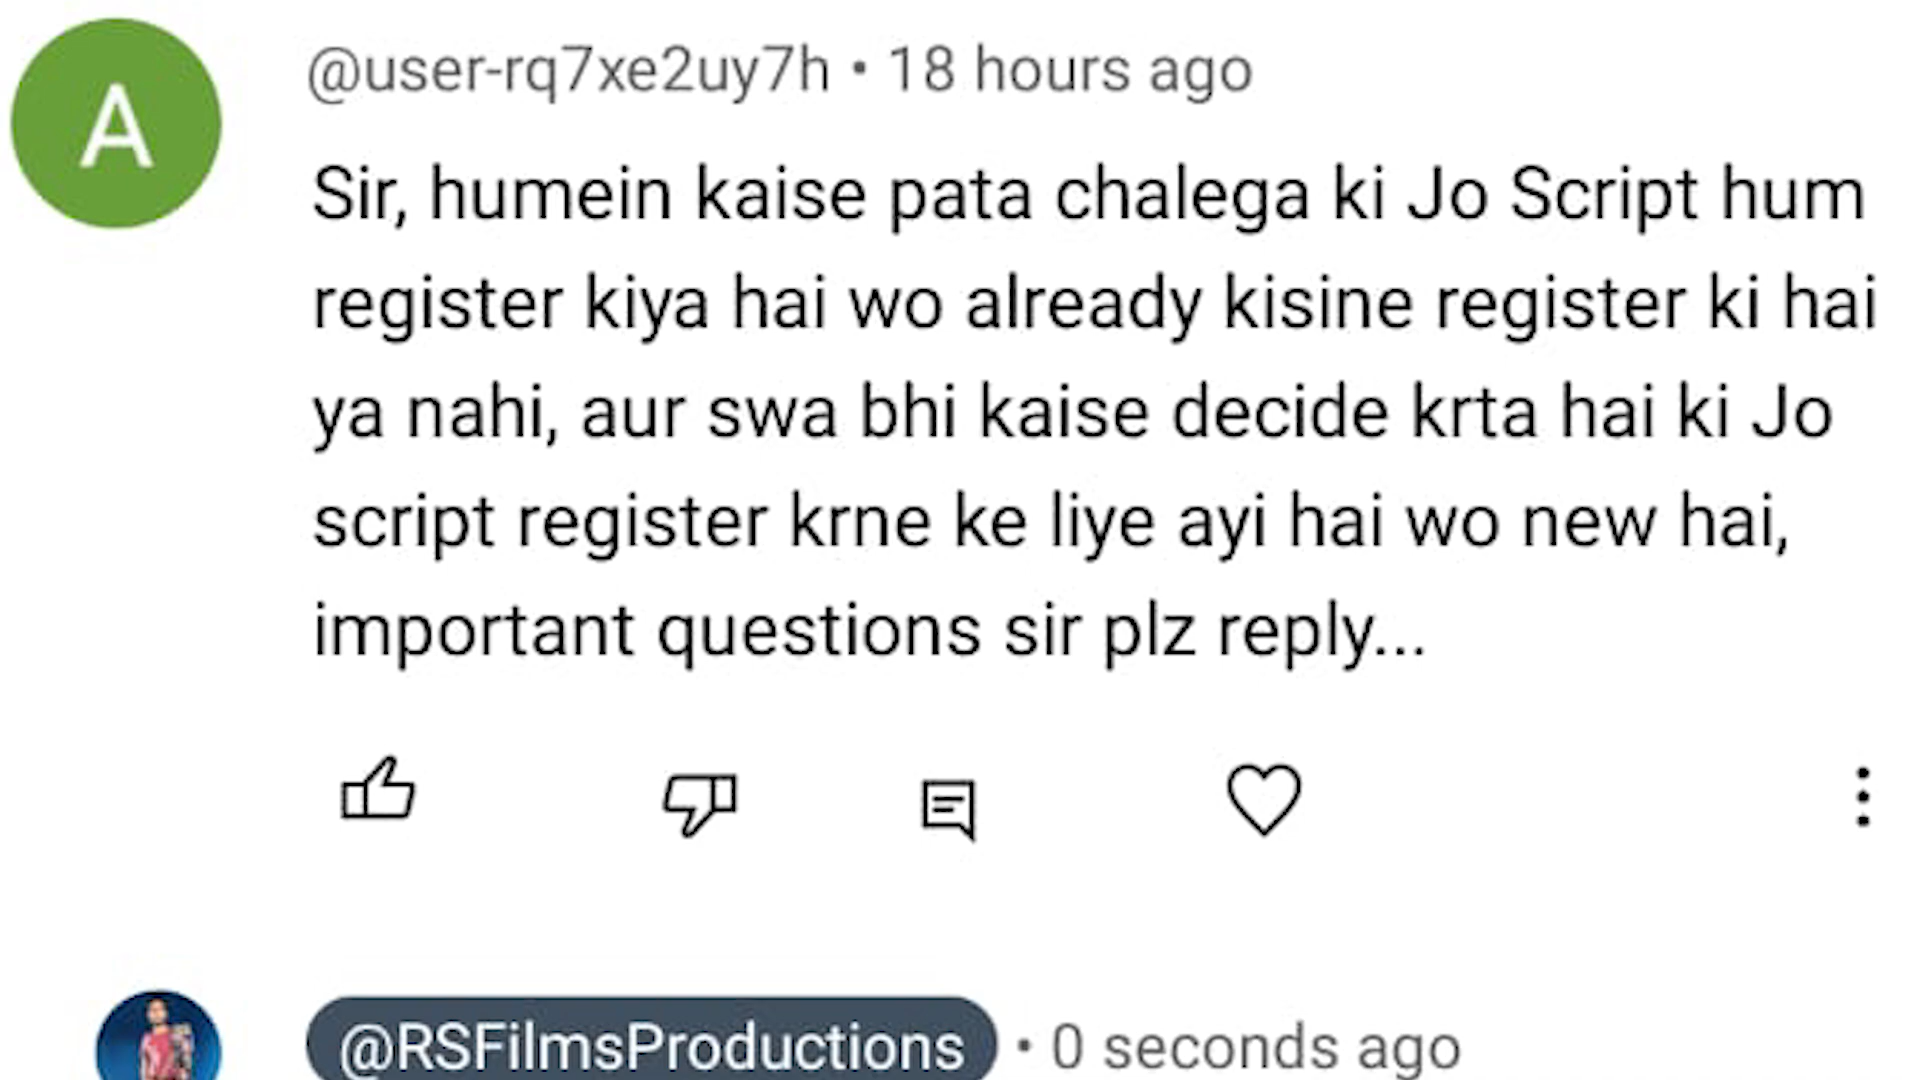 A
@user-rq7xe2uy7h • 18 hours ago
Sir, humein kaise pata chalega ki Jo Script hum
register kiya hai wo already kisine register ki hai
ya nahi, aur swa bhi kaise decide krta hai ki Jo
script register krne ke liye ayi hai wo new hai,
important questions sir plz reply...
@RSFilmsProductions • 0 seconds ago